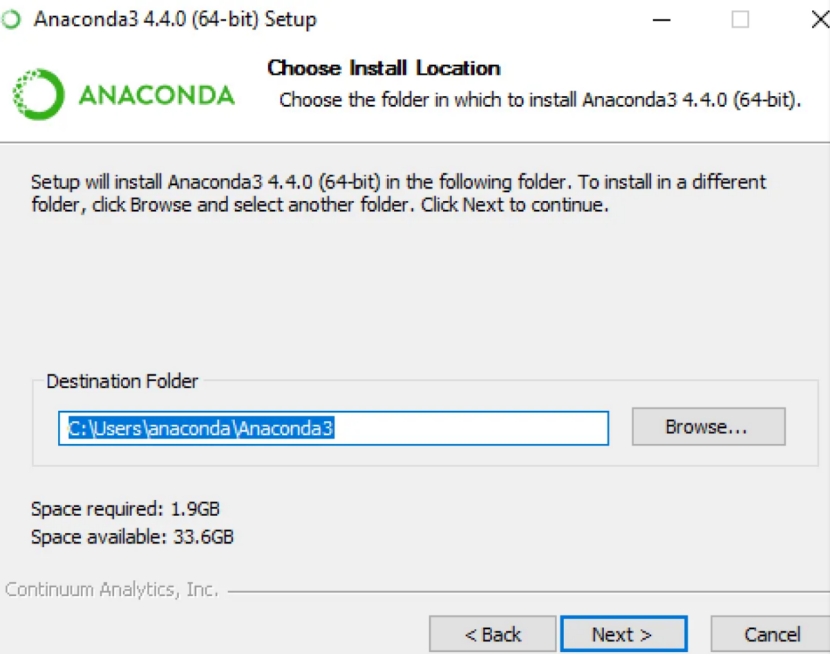 Anaconda3 4.4.0 (64-bit) Setup
ANACONDA
Choose Install Location
Choose the folder in which to install Anaconda3 4.4.0 (64-bit).
Setup will install Anaconda3 4.4.0 (64-bit) in the following folder. To install in a different
folder, click Browse and select another folder. Click Next to continue.
Destination Folder
C:\Users\anaconda\Anaconda3
Browse...
Space required: 1.9GB
Space available: 33.6GB
Continuum Analytics, Inc.
< Back
Next >
Cancel